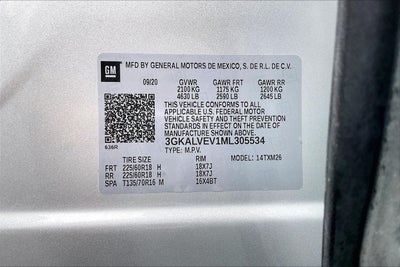 GM MFD BY GENERAL MOTORS DE MEXICO, S. DE R.L. DE C.V.
09/20 GVWR GAWR FRT GAWR RR
2100 KG 1175 KG 1200 KG
4630 LB 2590 LB 2645 LB
THIS VEHICLE CONFORMS TO ALL
APPLICABLE U.S. FEDERAL MOTOR
VEHICLE SAFETY AND THEFT PREVENTION
STANDARDS IN EFFECT ON THE DATE OF
MANUFACTURE SHOWN ABOVE.
3GKALVEV1ML305534
936R TYPE: M.P.V. MODEL: 14TXM26
TIRE SIZE RIM
FRT 225/60R18 H 18X7J
RR 225/60R18 H 18X7J
SPA T135/70R16 M 16X4BT